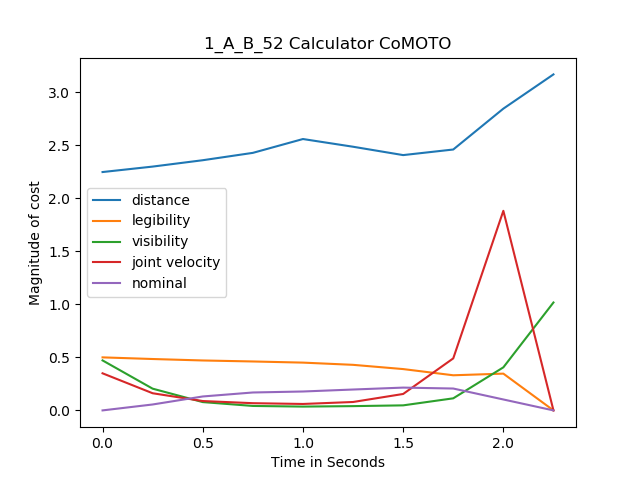 1_A_B_52 Calculator CoMOTO
Magnitude of cost
3.0
2.5
2.0
1.5
1.0
0.5
0.0
distance
legibility
visibility
joint velocity
nominal
0.0 0.5 1.0 1.5 2.0
Time in Seconds